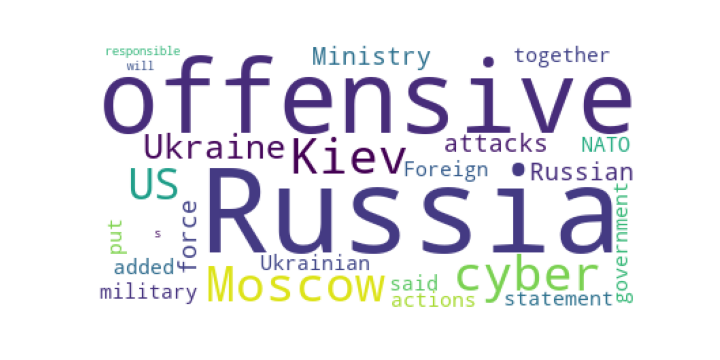 responsible
will
Ministry
together
offensive
Ukraine
Kiev
attacks
NATO
US
Foreign
Russian
Russia
put
s
force
government
added
Ukrainian
cyber
military
Moscow
said
actions
statement